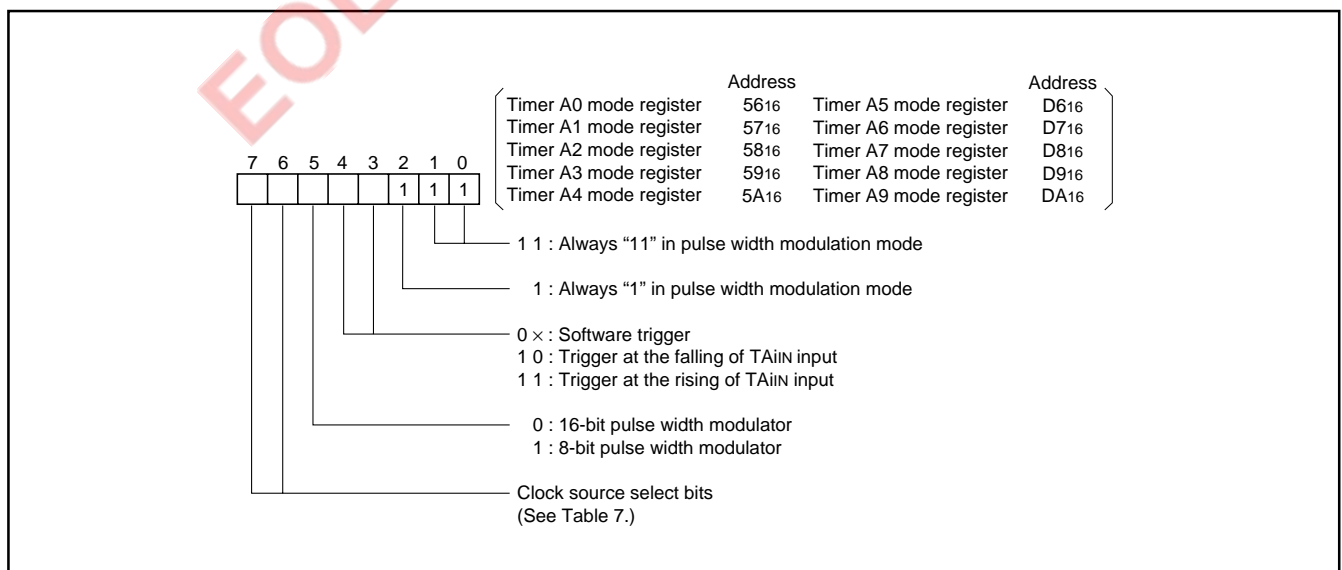 EOL
Address Address
Timer A0 mode register 5616 Timer A5 mode register D616
Timer A1 mode register 5716 Timer A6 mode register D716
Timer A2 mode register 5816 Timer A7 mode register D816
Timer A3 mode register 5916 Timer A8 mode register D916
Timer A4 mode register 5A16 Timer A9 mode register DA16
7 6 5 4 3 2 1 0
1 1 1
1 1 : Always “11” in pulse width modulation mode
1 : Always “1” in pulse width modulation mode
0 × : Software trigger
1 0 : Trigger at the falling of TAiIN input
1 1 : Trigger at the rising of TAiIN input
0 : 16-bit pulse width modulator
1 : 8-bit pulse width modulator
Clock source select bits
(See Table 7.)